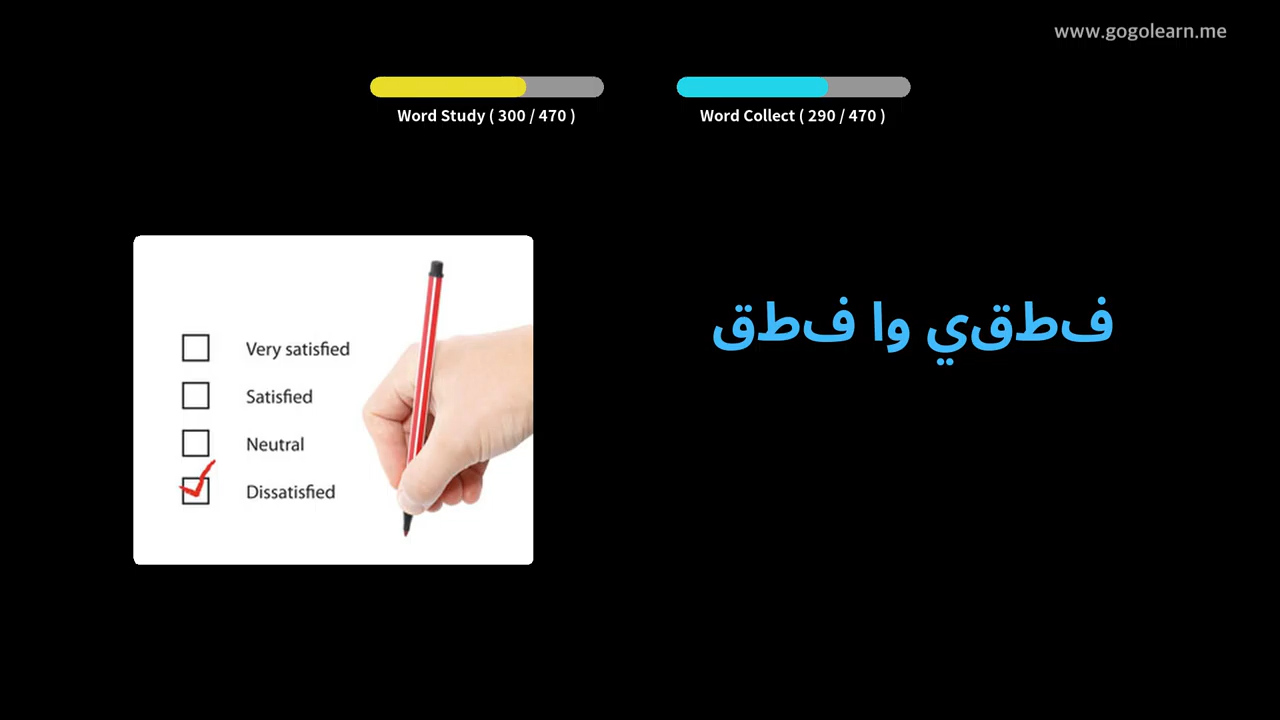 www.gogolearn.me
Word Study ( 300 / 470 )
Word Collect ( 290 / 470 )
فطقي وا فطق
Very satisfied
Satisfied
Neutral
Dissatisfied